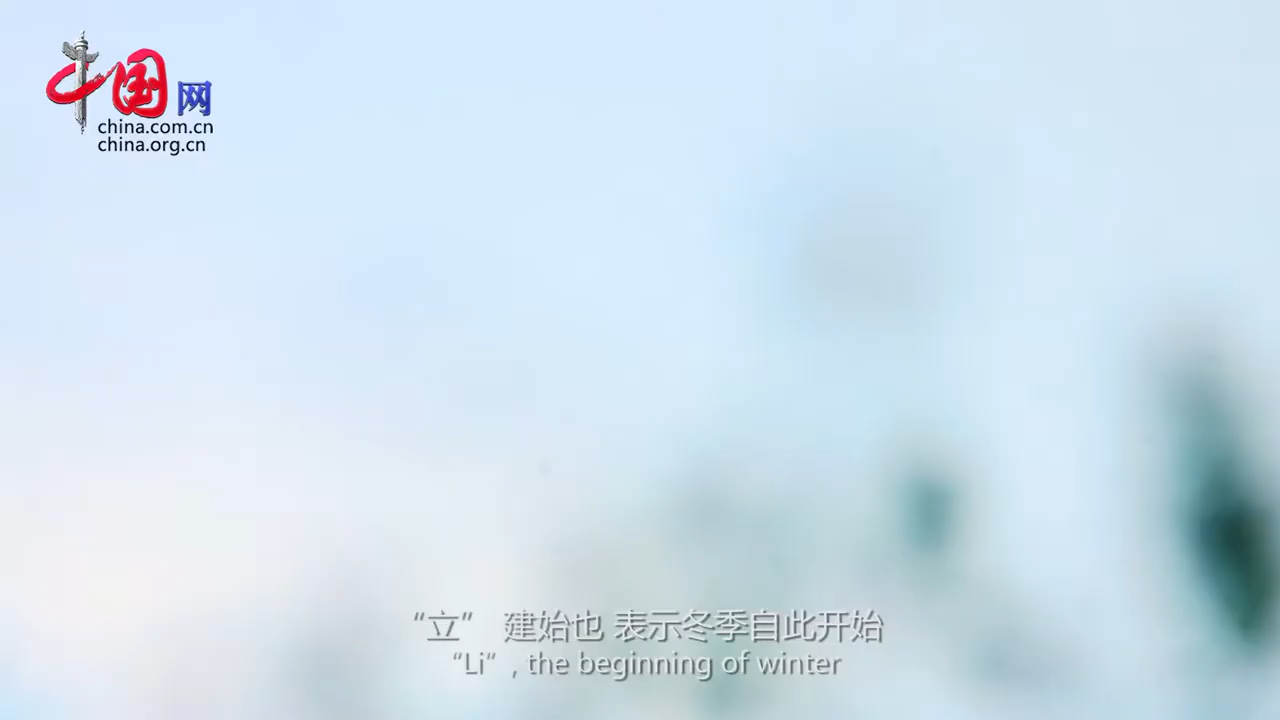 中国网
china.com.cn
china.org.cn
“立” 建始也 表示冬季自此开始
“Li”, the beginning of winter